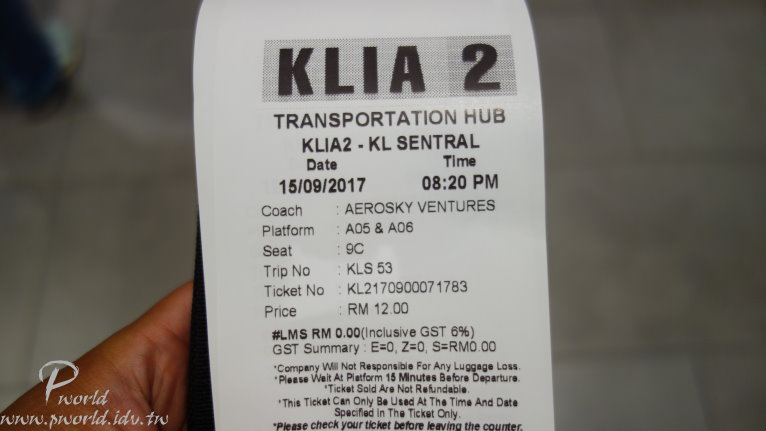 KLIA 2
TRANSPORTATION HUB
KLIA2 - KL SENTRAL
Date Time
15/09/2017 08:20 PM
Coach : AEROSKY VENTURES
Platform : A05 & A06
Seat : 9C
Trip No : KLS 53
Ticket No : KL2170900071783
Price : RM 12.00
#LMS RM 0.00(Inclusive GST 6%)
GST Summary : E=0, Z=0, S=RM0.00
*Company Will Not Responsible For Any Luggage Loss.
*Please Wait At Platform 15 Minutes Before Departure.
*Ticket Sold Are Not Refundable.
*This Ticket Can Only Be Used At The Time And Date
Specified In The Ticket Only.
*Please check your ticket before leaving the counter.
Pworld
www.pworld.idv.tw